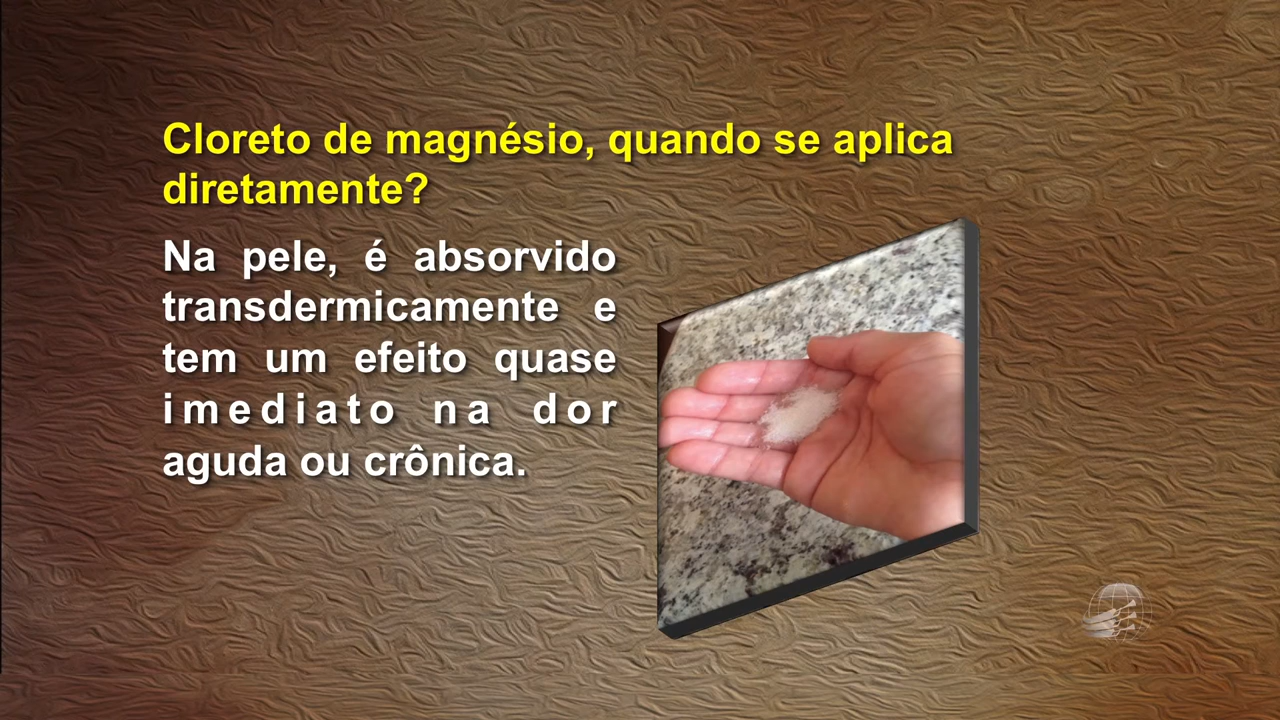 Cloreto de magnésio, quando se aplica
diretamente?
Na pele, é absorvido
transdermicamente e
tem um efeito quase
imediato na dor
aguda ou crônica.